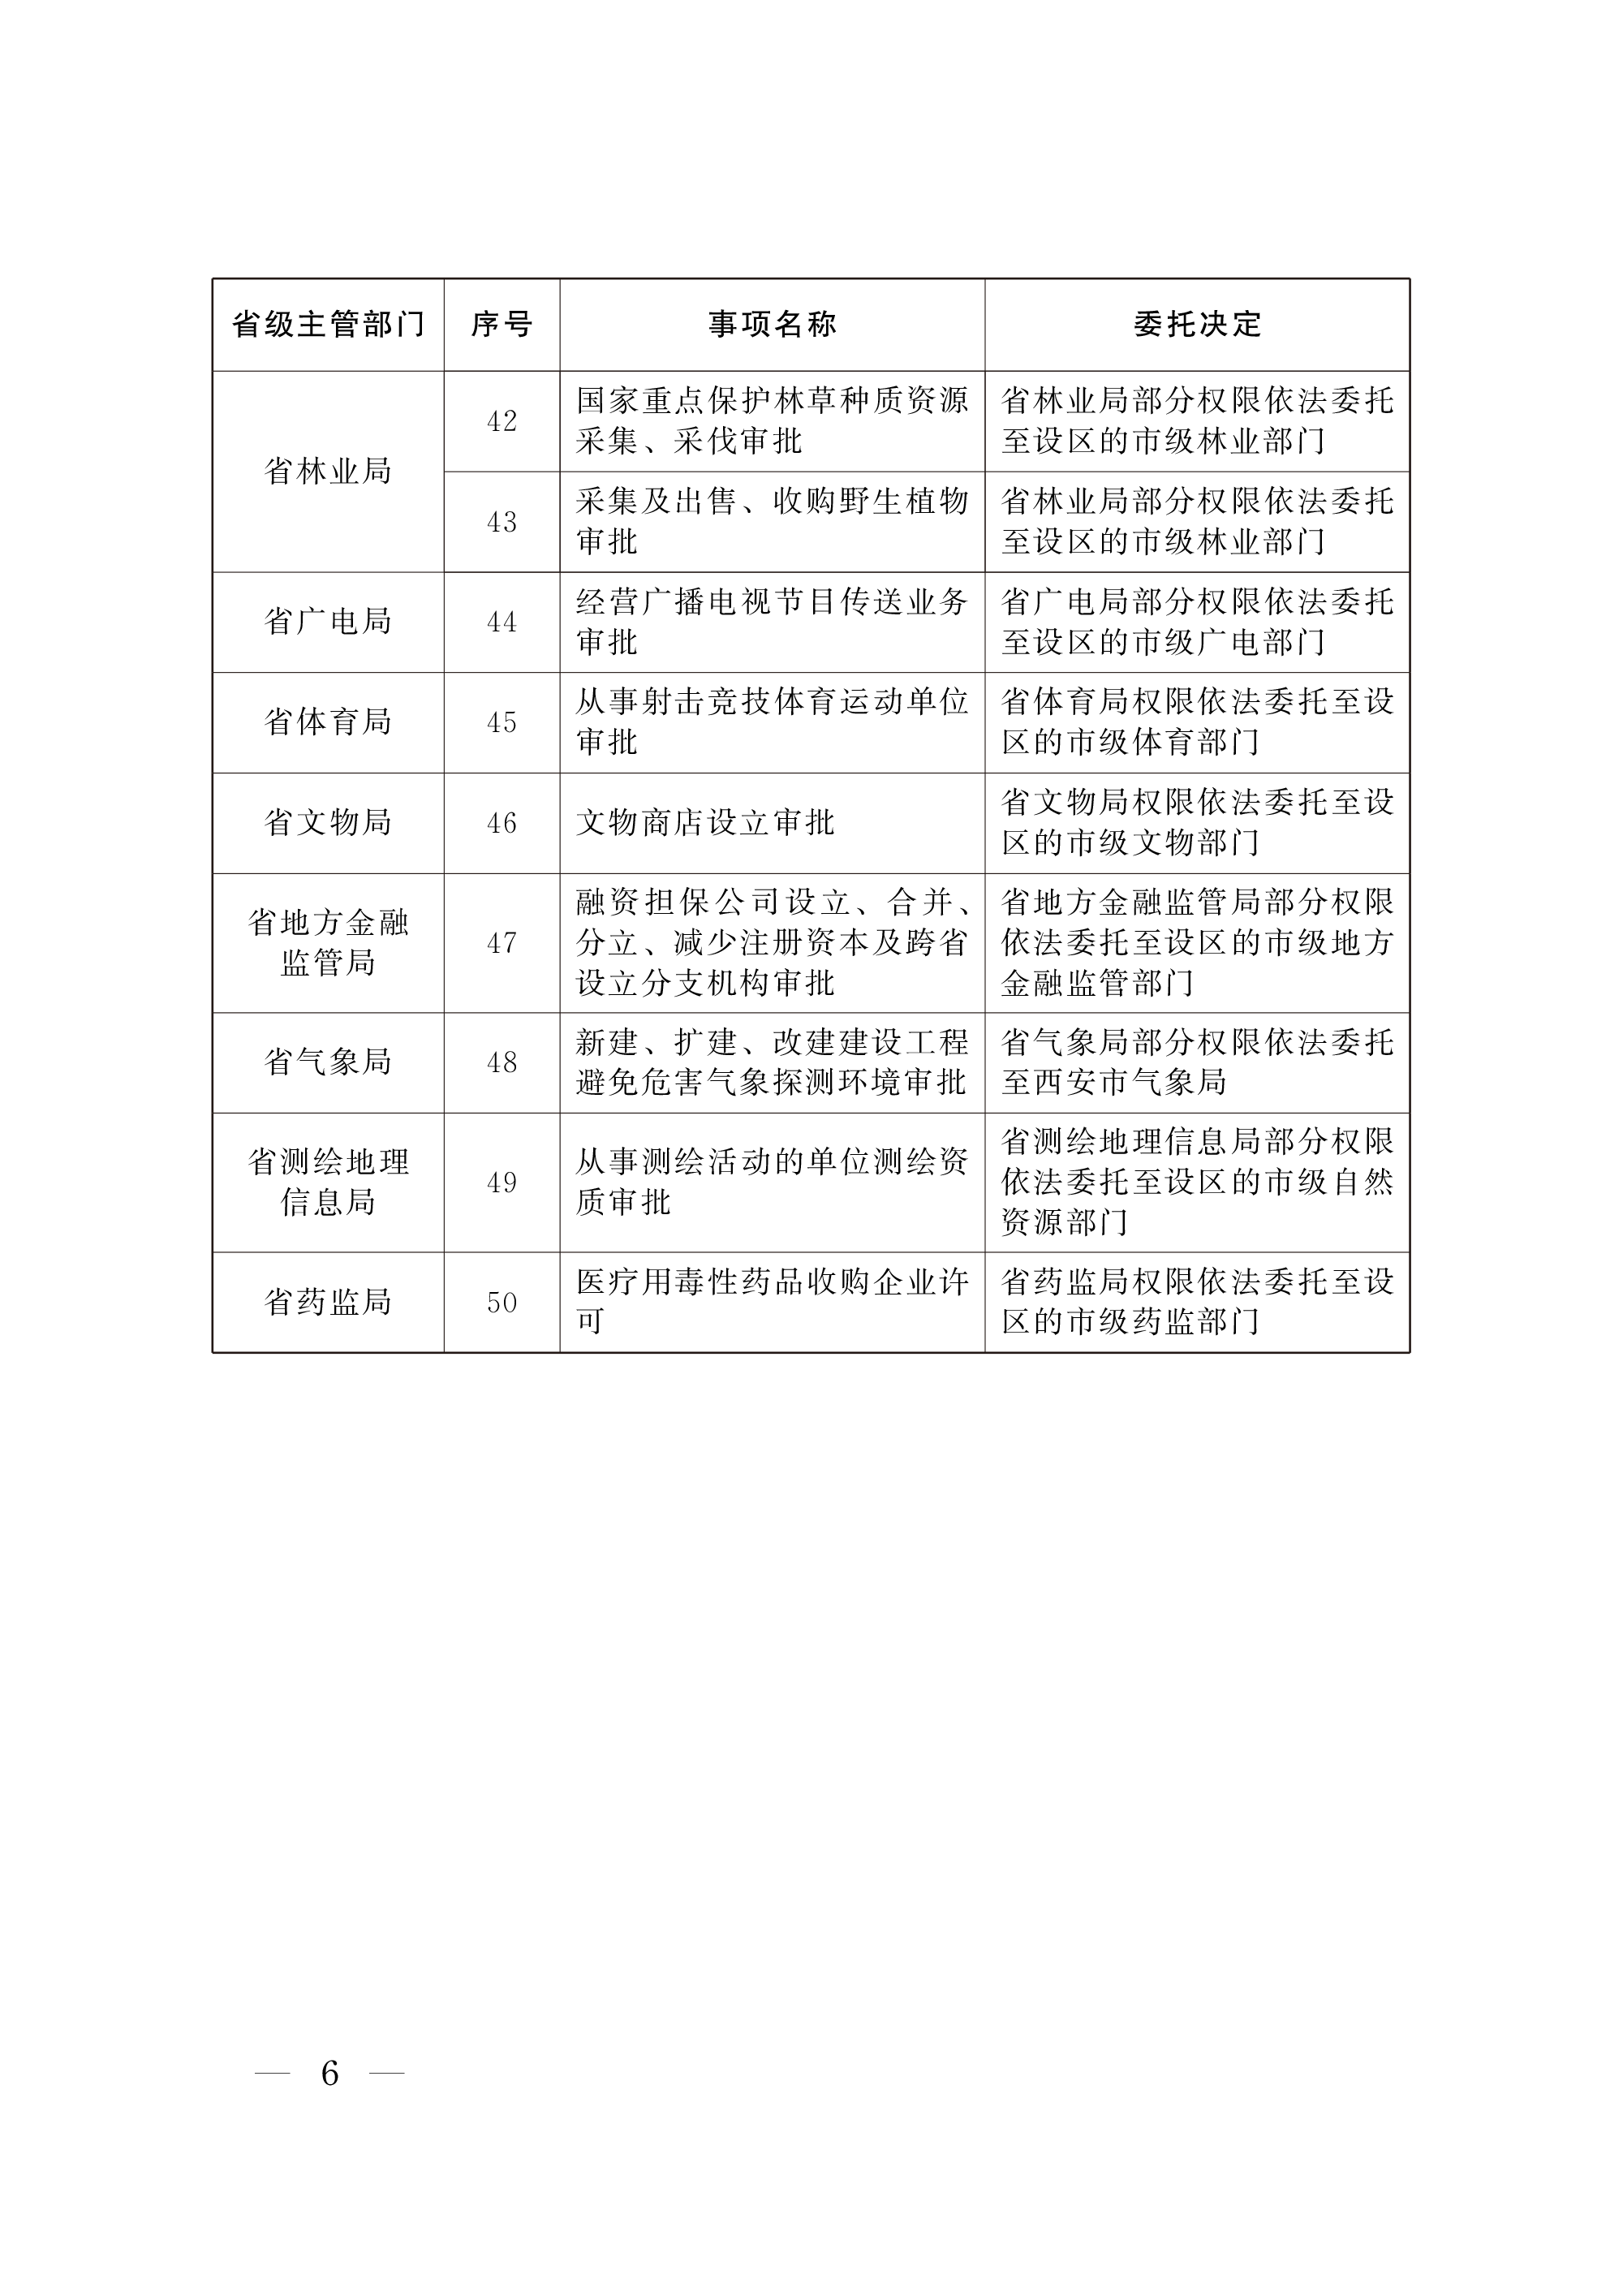 省级主管部门 序号 事项名称 委托决定
省林业局
42
国家重点保护林草种质资源
采集、采伐审批
省林业局部分权限依法委托
至设区的市级林业部门
43
采集及出售、收购野生植物
审批
省林业局部分权限依法委托
至设区的市级林业部门
省广电局
44
经营广播电视节目传送业务
审批
省广电局部分权限依法委托
至设区的市级广电部门
省体育局
45
从事射击竞技体育运动单位
审批
省体育局权限依法委托至设
区的市级体育部门
省文物局
46
文物商店设立审批
省文物局权限依法委托至设
区的市级文物部门
省地方金融
监管局
47
融资担保公司设立、合并、
分立、减少注册资本及跨省
设立分支机构审批
省地方金融监管局部分权限
依法委托至设区的市级地方
金融监管部门
省气象局
48
新建、扩建、改建建设工程
避免危害气象探测环境审批
省气象局部分权限依法委托
至西安市气象局
省测绘地理
信息局
49
从事测绘活动的单位测绘资
质审批
省测绘地理信息局部分权限
依法委托至设区的市级自然
资源部门
省药监局
50
医疗用毒性药品收购企业许
可
省药监局权限依法委托至设
区的市级药监部门
— 6 —